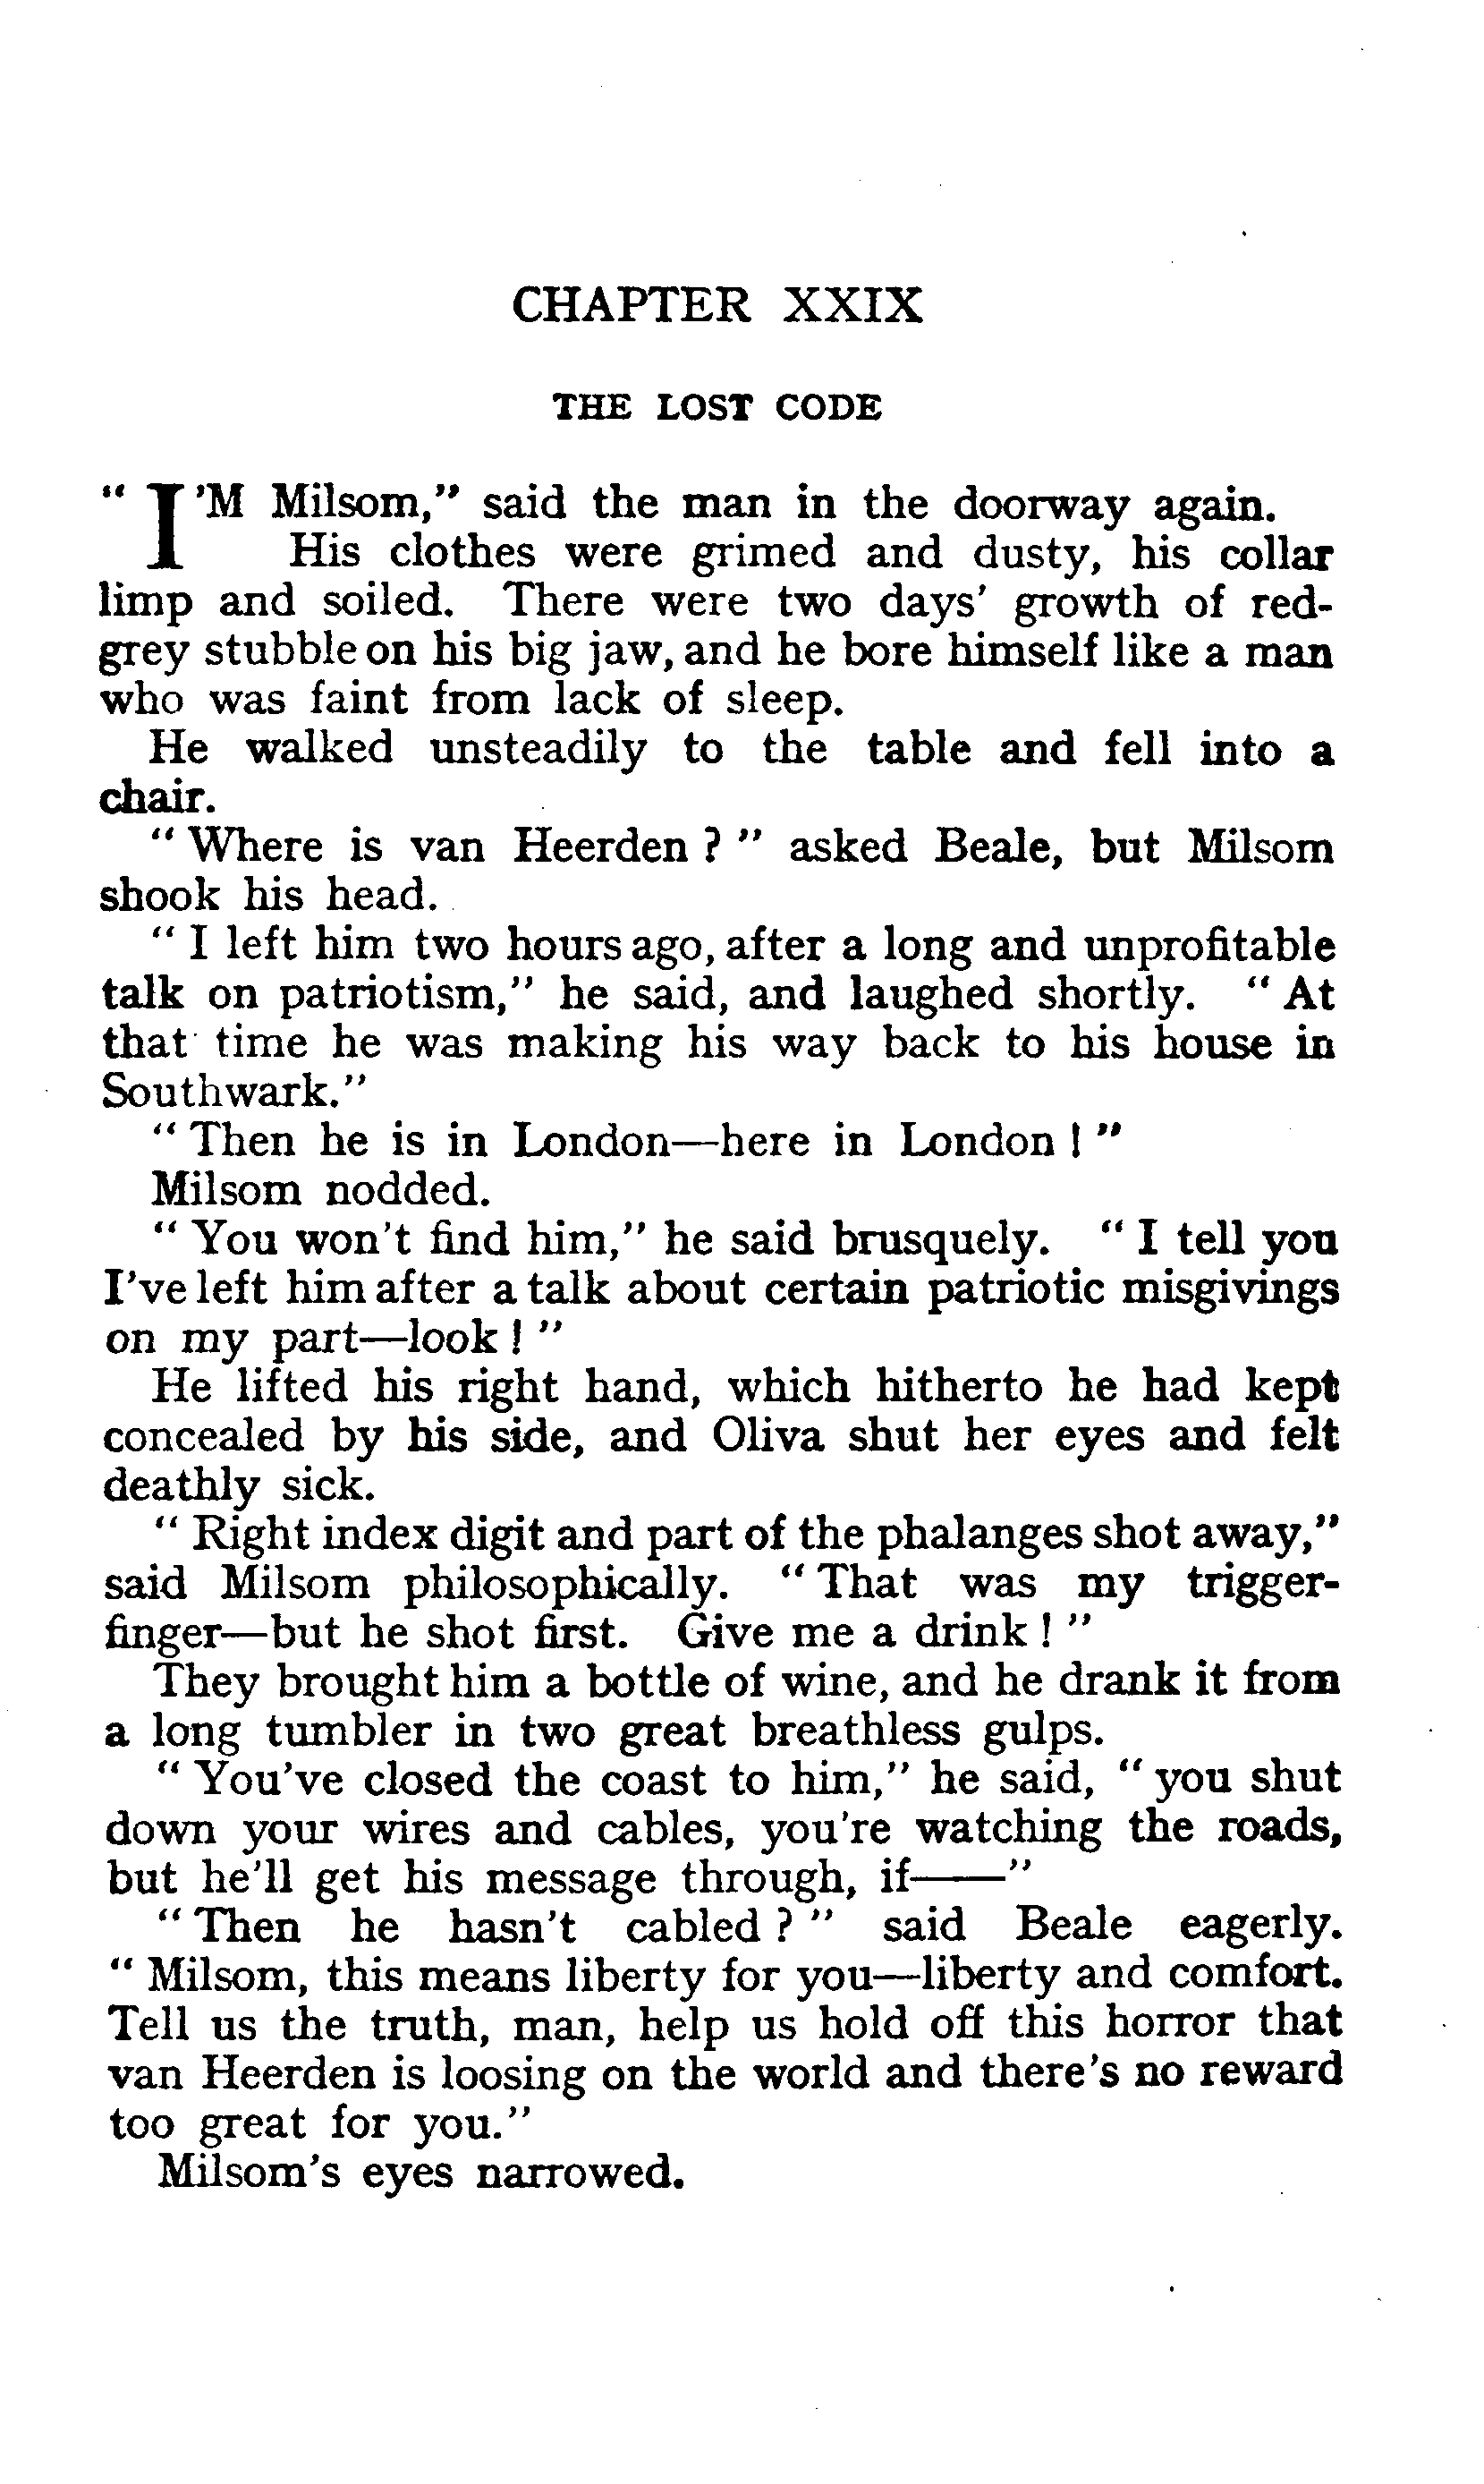 CHAPTER XXIX
THE LOST CODE
" I'M Milsom," said the man in the doorway again.
His clothes were grimed and dusty, his collar
limp and soiled. There were two days' growth of red-
grey stubble on his big jaw, and he bore himself like a man
who was faint from lack of sleep.
He walked unsteadily to the table and fell into a
chair.
" Where is van Heerden ? " asked Beale, but Milsom
shook his head.
" I left him two hours ago, after a long and unprofitable
talk on patriotism," he said, and laughed shortly. " At
that time he was making his way back to his house in
Southwark."
" Then he is in London—here in London ! "
Milsom nodded.
" You won't find him," he said brusquely. " I tell you
I've left him after a talk about certain patriotic misgivings
on my part—look ! "
He lifted his right hand, which hitherto he had kept
concealed by his side, and Oliva shut her eyes and felt
deathly sick.
" Right index digit and part of the phalanges shot away,"
said Milsom philosophically. " That was my trigger-
finger—but he shot first. Give me a drink ! "
They brought him a bottle of wine, and he drank it from
a long tumbler in two great breathless gulps.
" You've closed the coast to him," he said, " you shut
down your wires and cables, you're watching the roads,
but he'll get his message through, if——"
" Then he hasn't cabled ? " said Beale eagerly.
" Milsom, this means liberty for you—liberty and comfort.
Tell us the truth, man, help us hold off this horror that
van Heerden is loosing on the world and there's no reward
too great for you."
Milsom's eyes narrowed.